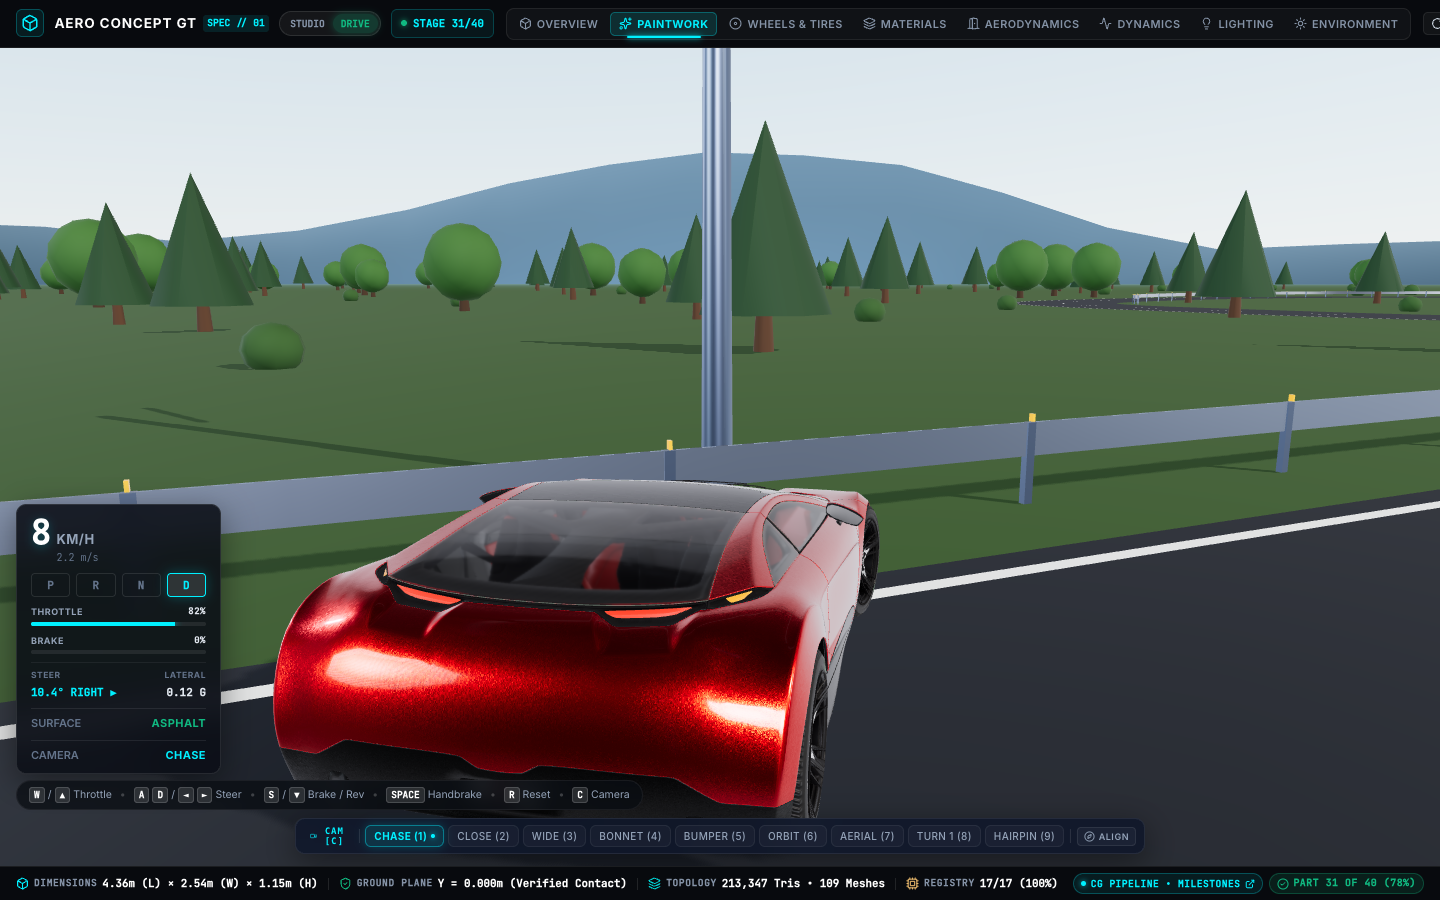 AERO CONCEPT GT SPEC // 01 STUDIO DRIVE STAGE 31/40 OVERVIEW PAINTWORK WHEELS & TIRES MATERIALS AERODYNAMICS DYNAMICS LIGHTING ENVIRONMENT
8 KM/H
2.2 m/s
P R N D
THROTTLE 82%
BRAKE 0%
STEER LATERAL
10.4° RIGHT ▶ 0.12 G
SURFACE ASPHALT
CAMERA CHASE
W / ▲ Throttle • A D / ◄ ► Steer • S / ▼ Brake / Rev • SPACE Handbrake • R Reset • C Camera
CAM [C] CHASE (1) CLOSE (2) WIDE (3) BONNET (4) BUMPER (5) ORBIT (6) AERIAL (7) TURN 1 (8) HAIRPIN (9) ALIGN
DIMENSIONS 4.36m (L) × 2.54m (W) × 1.15m (H) GROUND PLANE Y = 0.000m (Verified Contact) TOPOLOGY 213,347 Tris • 109 Meshes REGISTRY 17/17 (100%) CG PIPELINE • MILESTONES PART 31 OF 40 (78%)